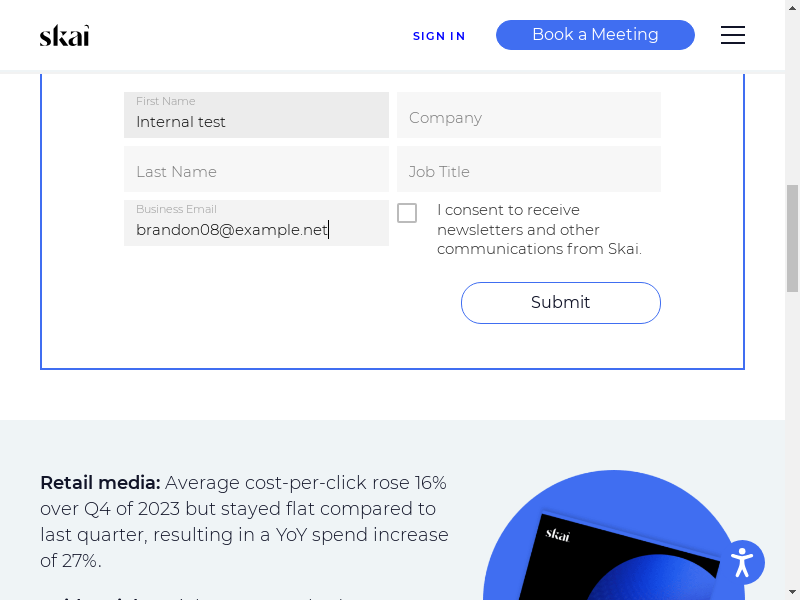 skai
SIGN IN
Book a Meeting
First Name
Internal test
Company
Last Name
Job Title
Business Email
brandon08@example.net
I consent to receive
newsletters and other
communications from Skai.
Submit
Retail media: Average cost-per-click rose 16%
over Q4 of 2023 but stayed flat compared to
last quarter, resulting in a YoY spend increase
of 27%.
skai